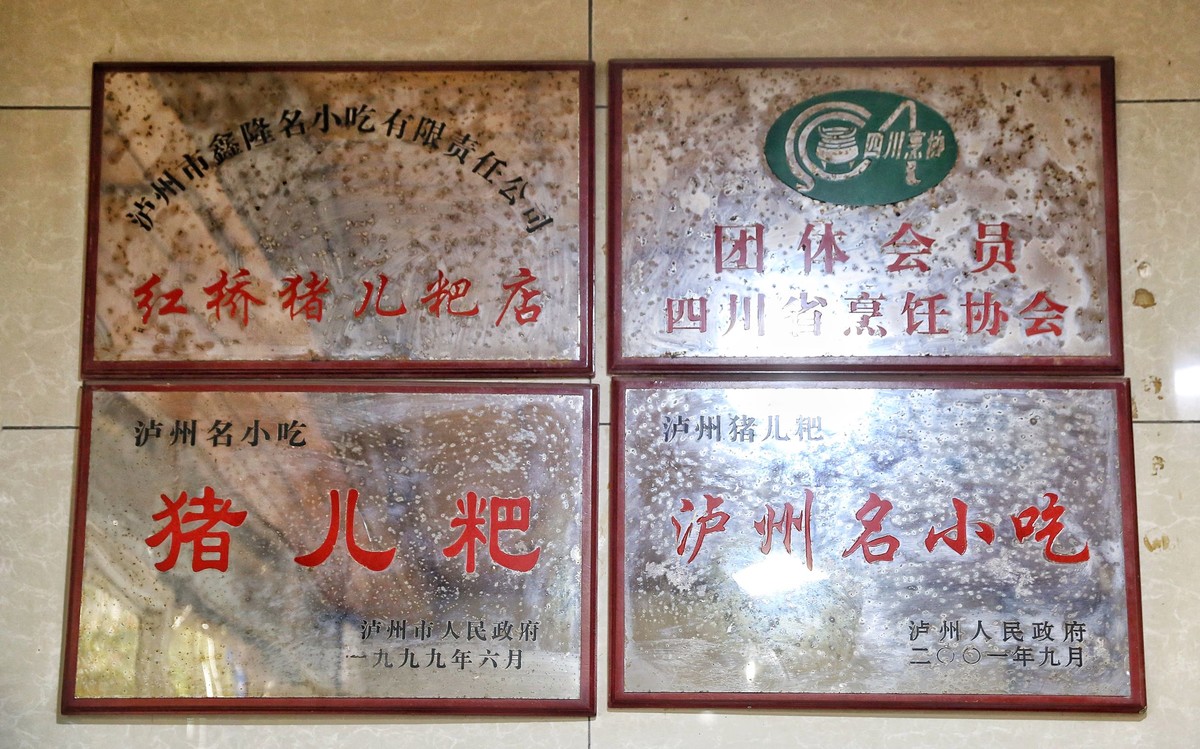 泸州市鑫隆名小吃有限责任公司
红桥猪儿粑店
四川烹协
团体会员
四川省烹饪协会
泸州名小吃
猪儿粑
泸州市人民政府
一九九九年六月
泸州猪儿粑
泸州名小吃
泸州人民政府
二〇〇一年九月